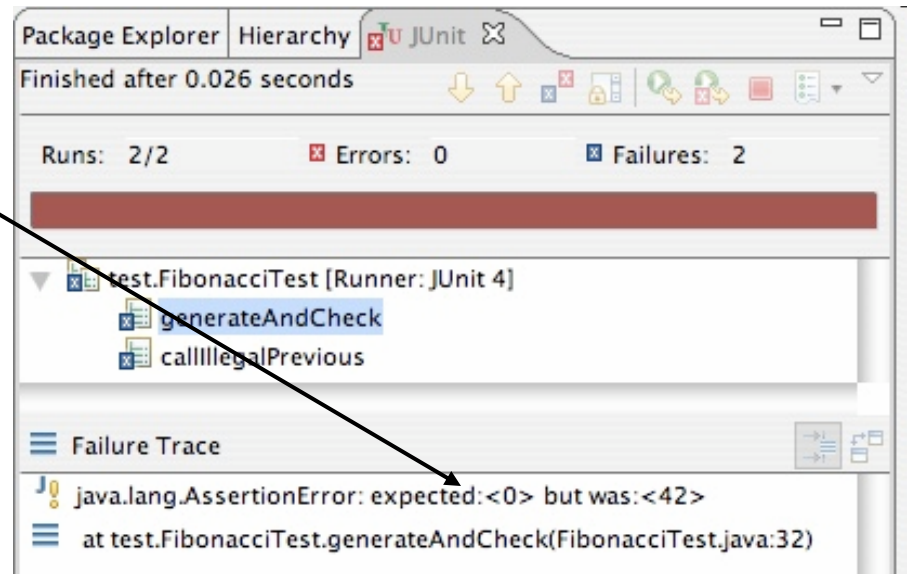 Package Explorer Hierarchy JU JUnit
Finished after 0.026 seconds
Runs: 2/2 Errors: 0 Failures: 2
test.FibonacciTest [Runner: JUnit 4]
generateAndCheck
callIllegalPrevious
Failure Trace
java.lang.AssertionError: expected:<0> but was:<42>
at test.FibonacciTest.generateAndCheck(FibonacciTest.java:32)